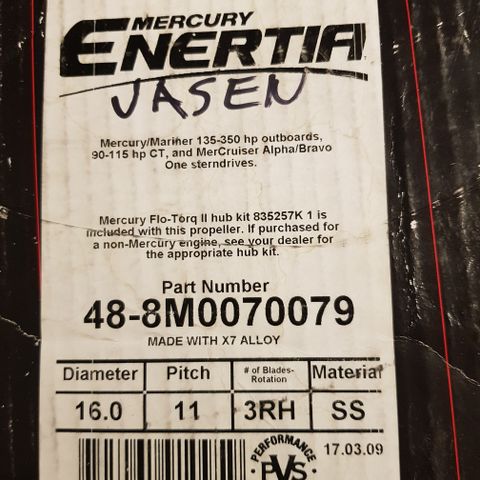 MERCURY
ENERTIA
JASEN
Mercury/Mariner 135-350 hp outboards,
90-115 hp CT, and MerCruiser Alpha/Bravo
One sterndrives.
Mercury Flo-Torq II hub kit 835257K 1 is
included with this propeller. If purchased for
a non-Mercury engine, see your dealer for
the appropriate hub kit.
Part Number
48-8M0070079
MADE WITH X7 ALLOY
Diameter Pitch # of Blades- Material
Rotation
16.0 11 3RH SS
PERFORMANCE
PVS
17.03.09